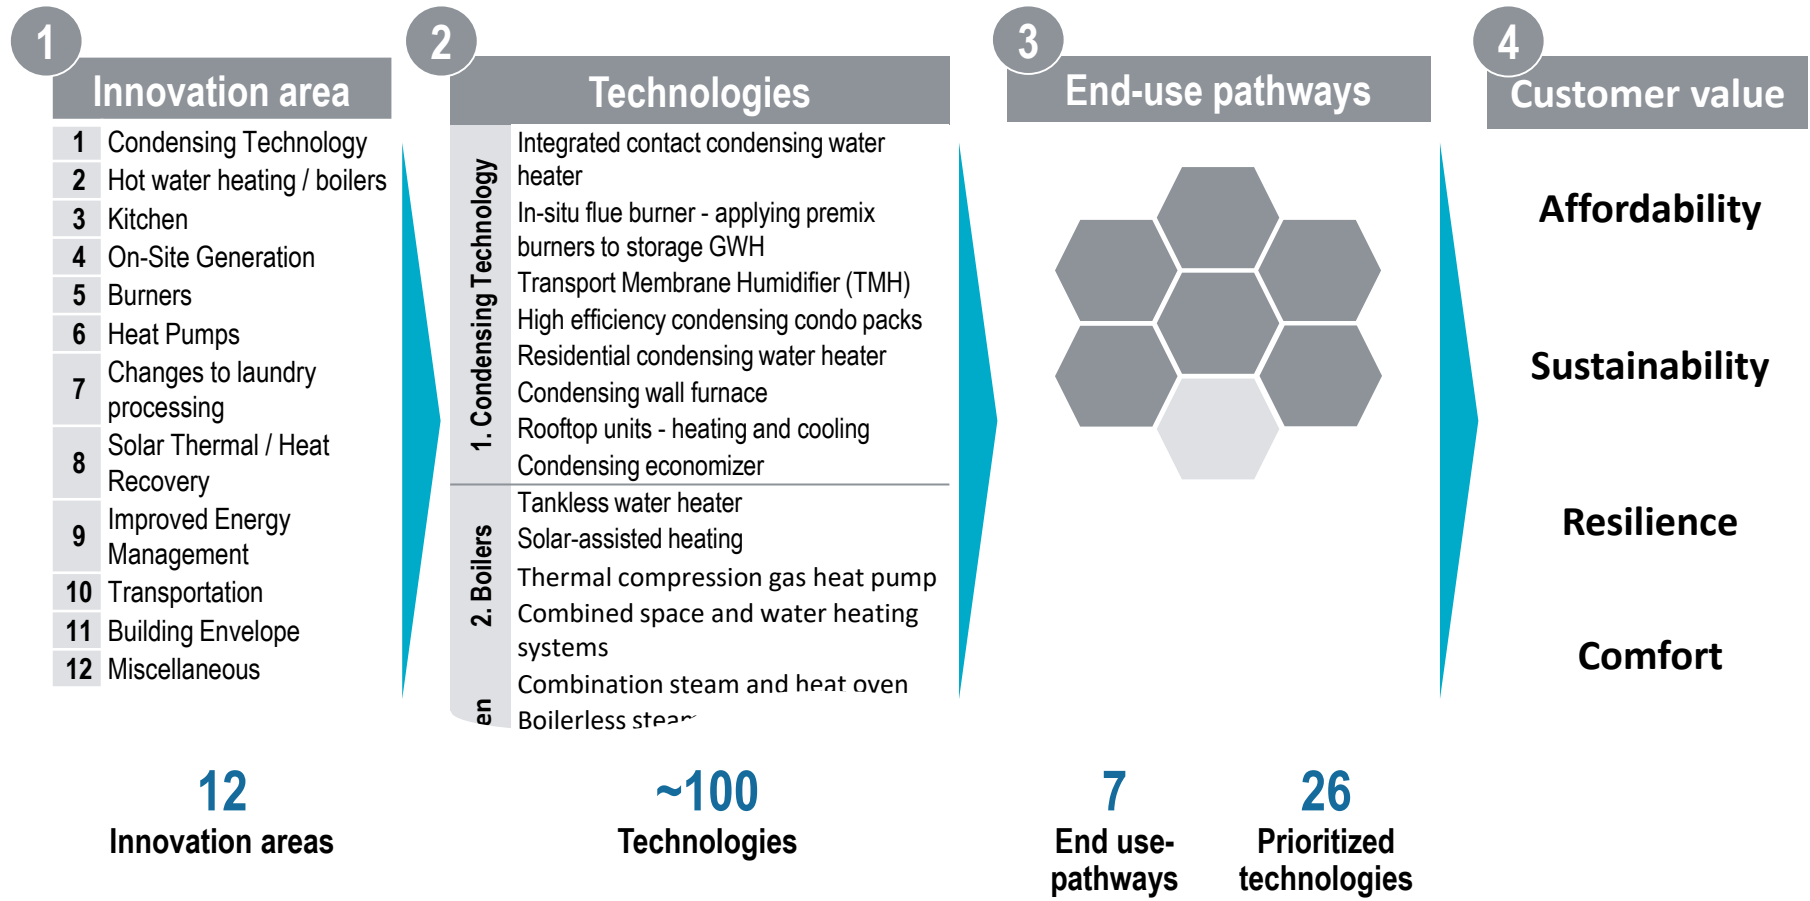 1
Innovation area
1 Condensing Technology
2 Hot water heating / boilers
3 Kitchen
4 On-Site Generation
5 Burners
6 Heat Pumps
7 Changes to laundry
processing
8 Solar Thermal / Heat
Recovery
9 Improved Energy
Management
10 Transportation
11 Building Envelope
12 Miscellaneous
12
Innovation areas
2
Technologies
1. Condensing Technology
Integrated contact condensing water
heater
In-situ flue burner - applying premix
burners to storage GWH
Transport Membrane Humidifier (TMH)
High efficiency condensing condo packs
Residential condensing water heater
Condensing wall furnace
Rooftop units - heating and cooling
Condensing economizer
2. Boilers
Tankless water heater
Solar-assisted heating
Thermal compression gas heat pump
Combined space and water heating
systems
en
Combination steam and heat oven
Boilerless steam
~100
Technologies
3
End-use pathways
7
End use-
pathways
26
Prioritized
technologies
4
Customer value
Affordability
Sustainability
Resilience
Comfort